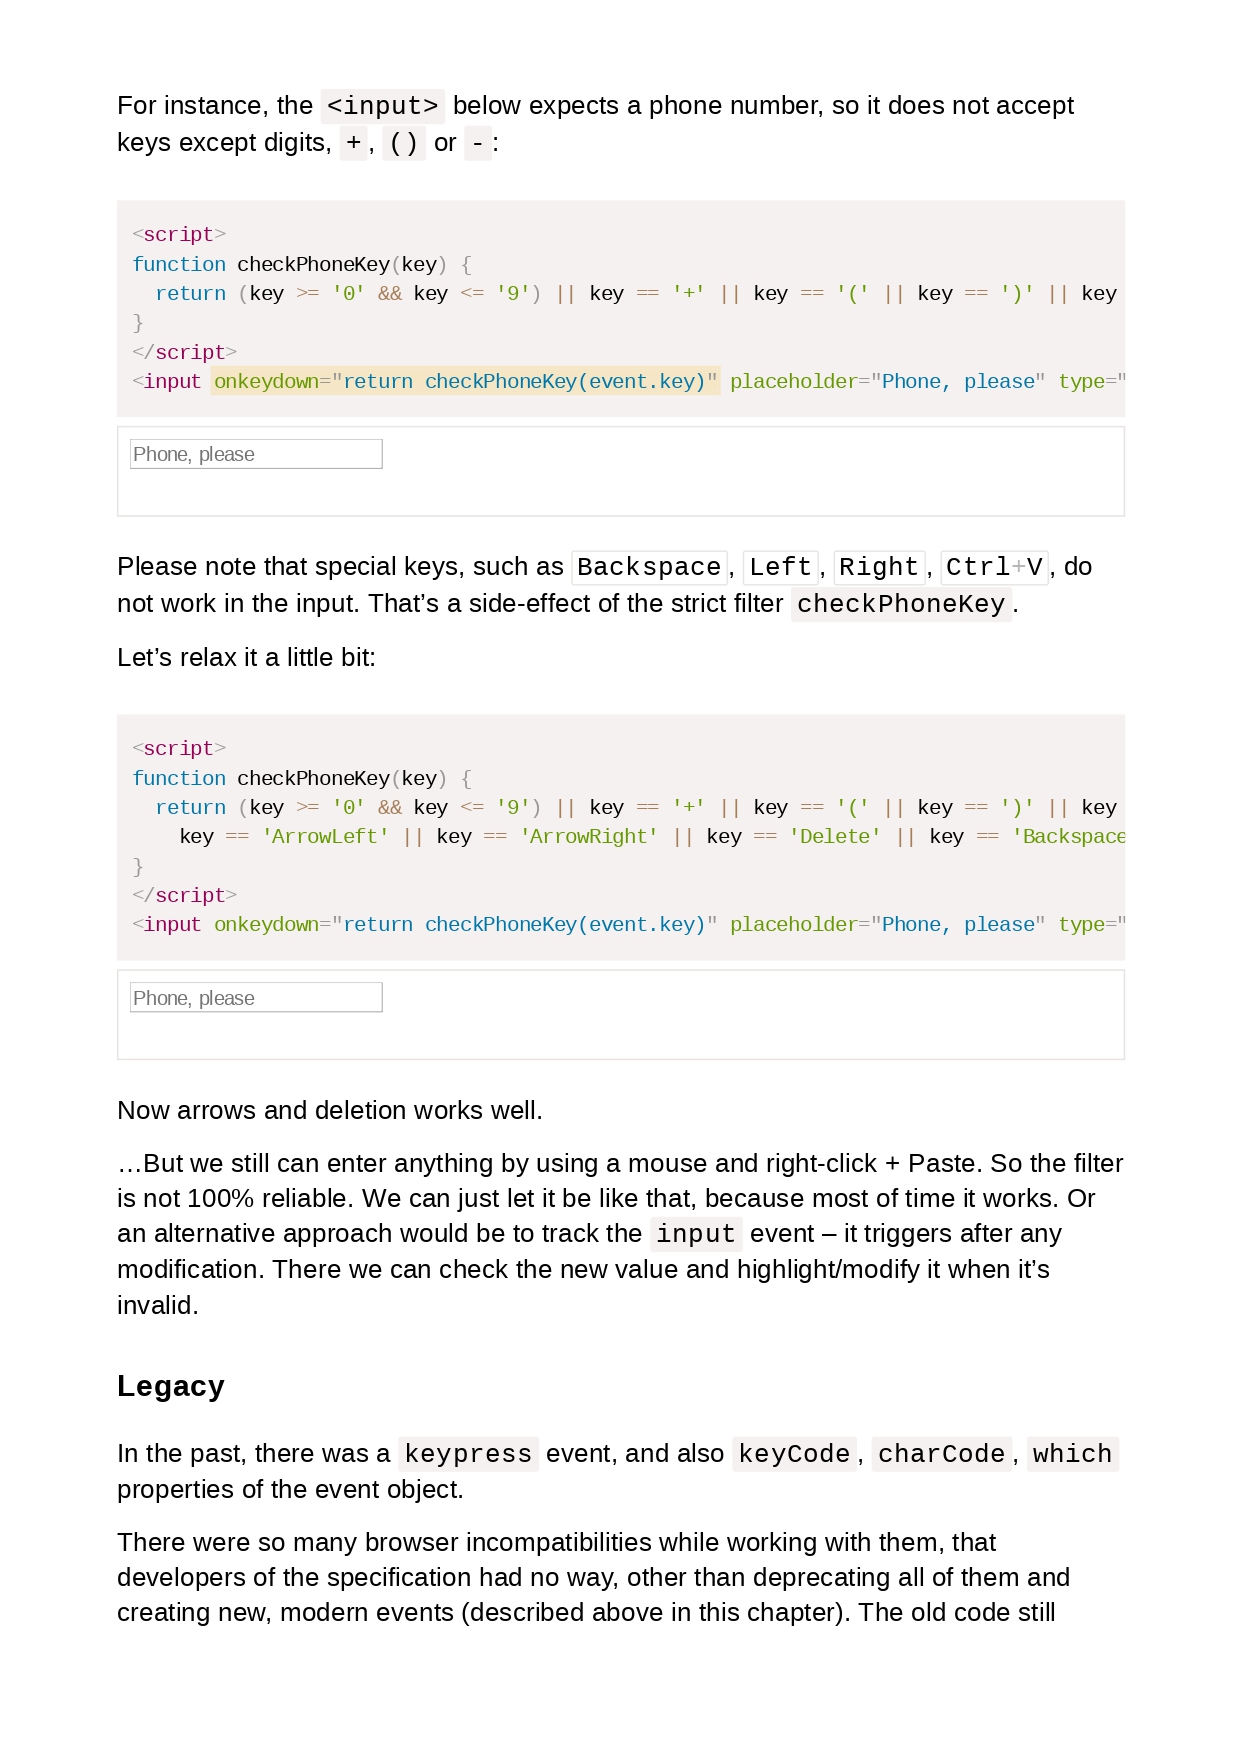 For instance, the <input> below expects a phone number, so it does not accept
keys except digits, +, () or -:
<script>
function checkPhoneKey(key) {
  return (key >= '0' && key <= '9') || key == '+' || key == '(' || key == ')' || key
}
</script>
<input onkeydown="return checkPhoneKey(event.key)" placeholder="Phone, please" type="
Phone, please
Please note that special keys, such as Backspace, Left, Right, Ctrl+V, do
not work in the input. That’s a side-effect of the strict filter checkPhoneKey.
Let’s relax it a little bit:
<script>
function checkPhoneKey(key) {
  return (key >= '0' && key <= '9') || key == '+' || key == '(' || key == ')' || key
    key == 'ArrowLeft' || key == 'ArrowRight' || key == 'Delete' || key == 'Backspace
}
</script>
<input onkeydown="return checkPhoneKey(event.key)" placeholder="Phone, please" type="
Phone, please
Now arrows and deletion works well.
…But we still can enter anything by using a mouse and right-click + Paste. So the filter
is not 100% reliable. We can just let it be like that, because most of time it works. Or
an alternative approach would be to track the input event – it triggers after any
modification. There we can check the new value and highlight/modify it when it’s
invalid.
Legacy
In the past, there was a keypress event, and also keyCode, charCode, which
properties of the event object.
There were so many browser incompatibilities while working with them, that
developers of the specification had no way, other than deprecating all of them and
creating new, modern events (described above in this chapter). The old code still